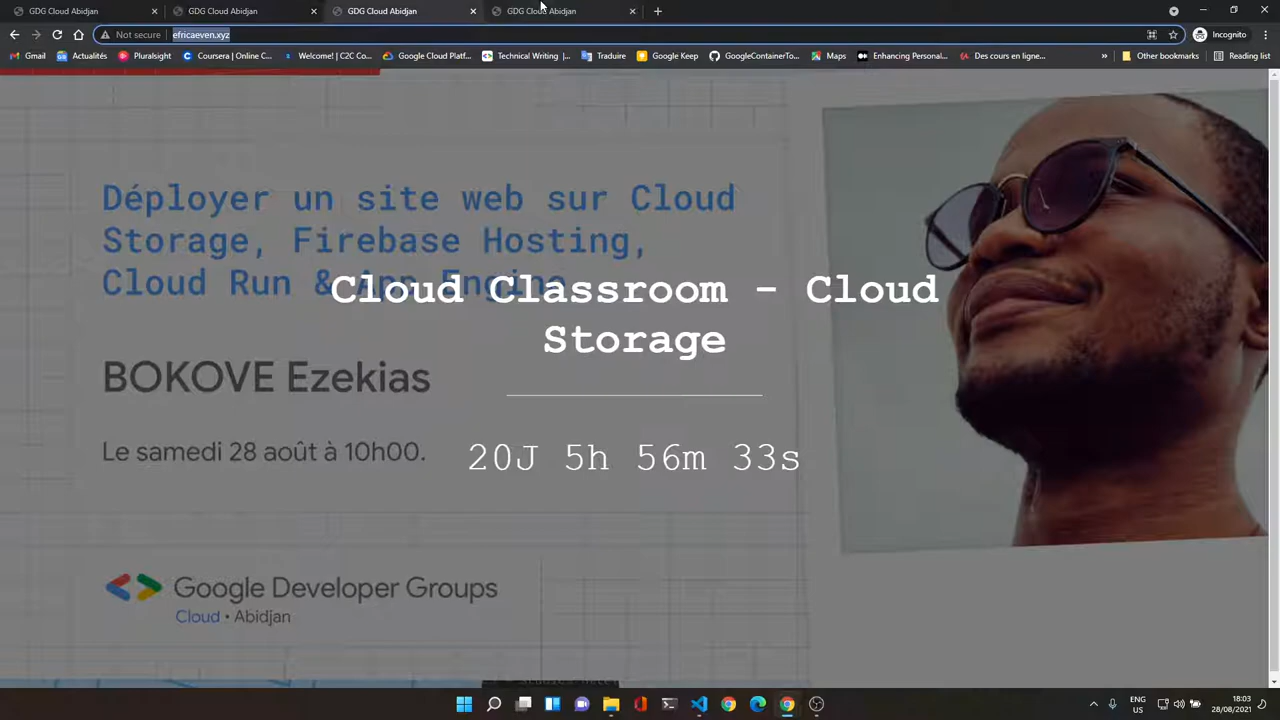 GDG Cloud Abidjan
GDG Cloud Abidjan
GDG Cloud Abidjan
GDG Cloud Abidjan
Not secure
efricaeven.xyz
Incognito
Gmail
Actualités
Pluralsight
Coursera | Online C...
Welcome! | C2C Co...
Google Cloud Platf...
Technical Writing |...
Traduire
Google Keep
GoogleContainerTo...
Maps
Enhancing Personal...
Des cours en ligne...
»
Other bookmarks
Reading list
Déployer un site web sur Cloud
Storage, Firebase Hosting,
Cloud Run & App Engine
Cloud Classroom - Cloud
Storage
BOKOVE Ezekias
Le samedi 28 août à 10h00.
20J 5h 56m 33s
Google Developer Groups
Cloud • Abidjan
ENG
US
18:03
28/08/2021